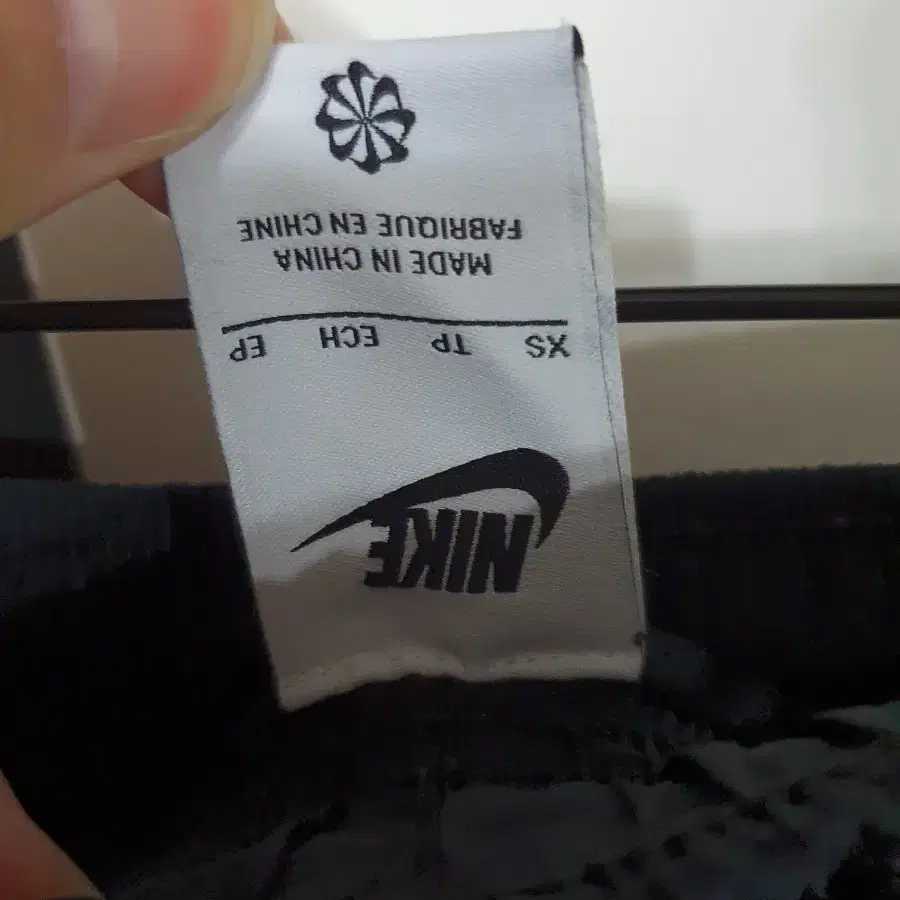 NIKE
XS TP ECH EP
MADE IN CHINA
FABRIQUE EN CHINE